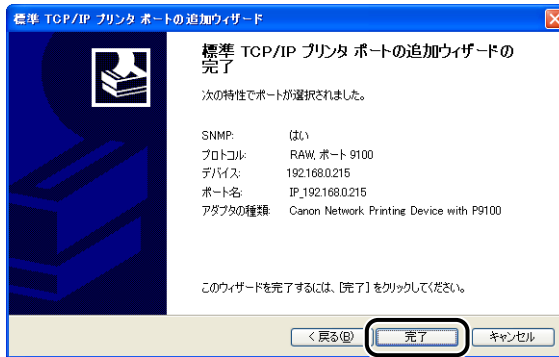 標準 TCP/IP プリンタ ポートの追加ウィザード
標準 TCP/IP プリンタ ポートの追加ウィザードの
完了
次の特性でポートが選択されました。
SNMP: はい
プロトコル: RAW, ポート 9100
デバイス: 192.168.0.215
ポート名: IP_192.168.0.215
アダプタの種類: Canon Network Printing Device with P9100
このウィザードを完了するには、[完了] をクリックしてください。
< 戻る(B) 完了 キャンセル